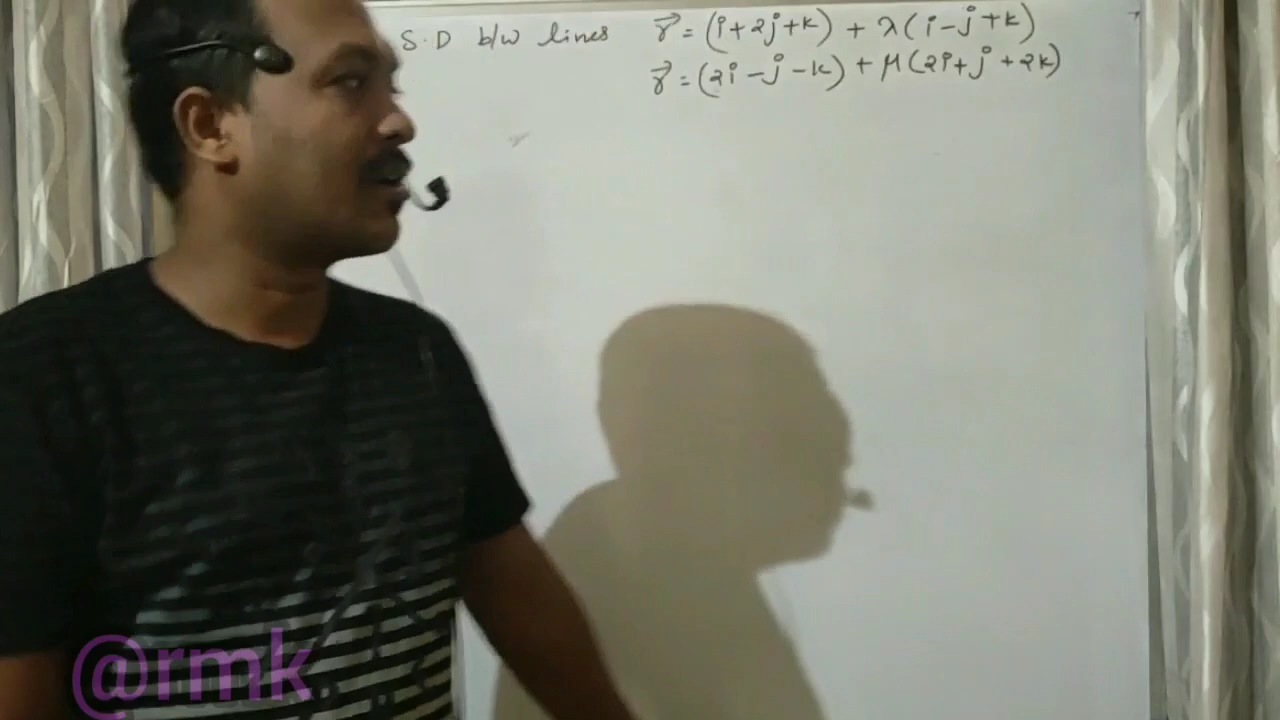 S.D b/w lines r⃗ = (i+2j+k) + λ(i-j+k)
r⃗ = (2i-j-k) + μ(2i+j+2k)
@rmk